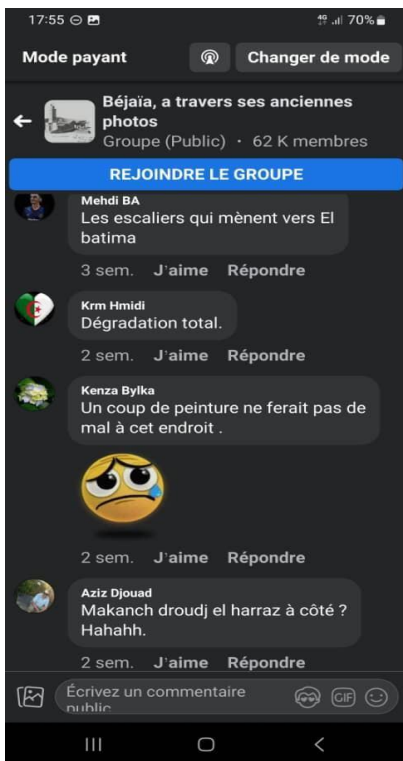 17:55
4G
70%
Mode payant
Changer de mode
Béjaïa, a travers ses anciennes
photos
Groupe (Public) · 62 K membres
REJOINDRE LE GROUPE
Mehdi BA
Les escaliers qui mènent vers El
batima
3 sem. J'aime Répondre
Krm Hmidi
Dégradation total.
2 sem. J'aime Répondre
Kenza Bylka
Un coup de peinture ne ferait pas de
mal à cet endroit .
2 sem. J'aime Répondre
Aziz Djouad
Makanch droudj el harraz à côté ?
Hahahh.
2 sem. J'aime Répondre
Écrivez un commentaire
public
GIF